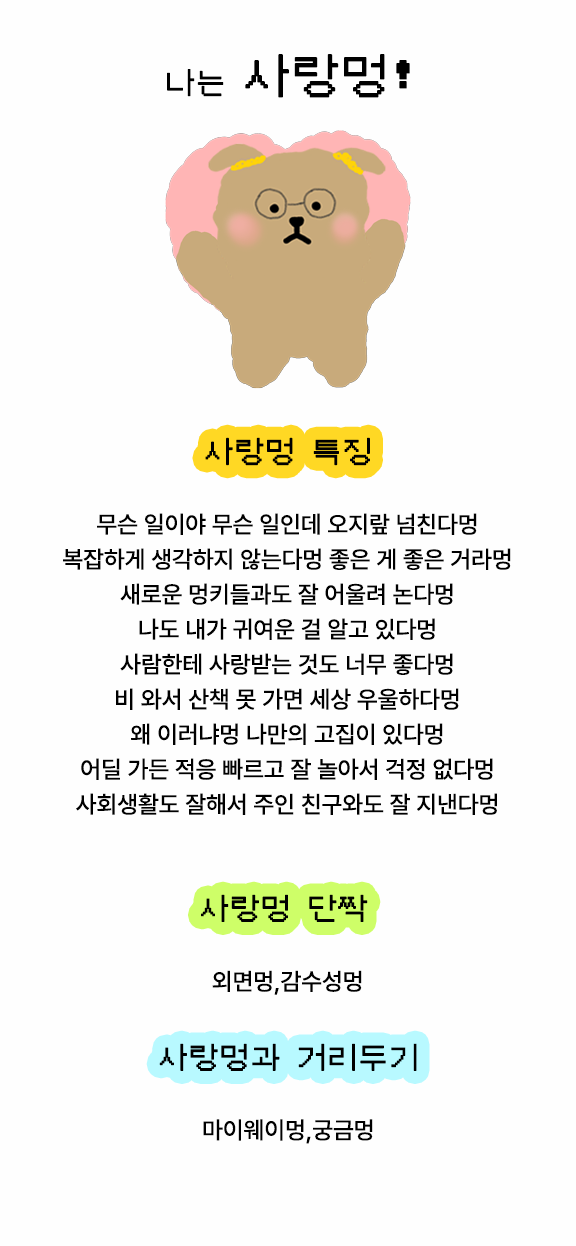 나는 사랑멍!
사랑멍 특징
무슨 일이야 무슨 일인데 오지랖 넘친다멍
복잡하게 생각하지 않는다멍 좋은 게 좋은 거라멍
새로운 멍키들과도 잘 어울려 논다멍
나도 내가 귀여운 걸 알고 있다멍
사람한테 사랑받는 것도 너무 좋다멍
비 와서 산책 못 가면 세상 우울하다멍
왜 이러냐멍 나만의 고집이 있다멍
어딜 가든 적응 빠르고 잘 놀아서 걱정 없다멍
사회생활도 잘해서 주인 친구와도 잘 지낸다멍
사랑멍 단짝
외면멍,감수성멍
사랑멍과 거리두기
마이웨이멍,궁금멍